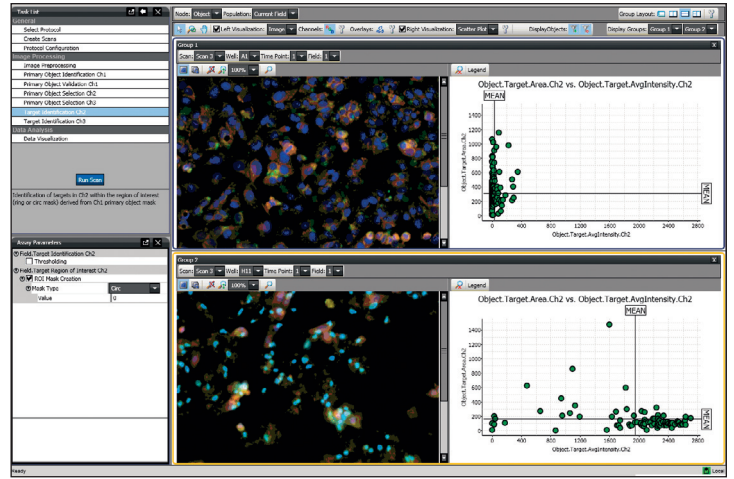 Task List
General
Select Protocol
Create Scans
Protocol Configuration
Image Processing
Image Preprocessing
Primary Object Identification Ch1
Primary Object Validation Ch1
Primary Object Selection Ch2
Primary Object Selection Ch3
Target Identification Ch2
Target Identification Ch3
Data Analysis
Data Visualization
Run Scan
Identification of targets in Ch2 within the region of interest
(ring or circ mask) derived from Ch1 primary object mask
Assay Parameters
Field.Target Identification Ch2
Thresholding
Field.Target Region of Interest Ch2
ROI Mask Creation
Mask Type Circ
Value 0
Ready
Node: Object Population: Current Field Group Layout:
Left Visualization: Image Channels: Overlays: Right Visualization: Scatter Plot DisplayObjects: Display Groups: Group 1 Group 2
Group 1 X
Scan: Scan 3 Well: A1 Time Point: 1 Field: 1
100% Legend
Object.Target.Area.Ch2 vs. Object.Target.AvgIntensity.Ch2
MEAN
Object.Target.Area.Ch2
1400
1200
1000
800
600
400
200
0
MEAN
0 400 800 1200 1600 2000 2400 2800
Object.Target.AvgIntensity.Ch2
Group 2 X
Scan: Scan 3 Well: H11 Time Point: 1 Field: 1
100% Legend
Object.Target.Area.Ch2 vs. Object.Target.AvgIntensity.Ch2
MEAN
Object.Target.Area.Ch2
1400
1200
1000
800
600
400
200
0
MEAN
0 400 800 1200 1600 2000 2400 2800
Object.Target.AvgIntensity.Ch2
Local